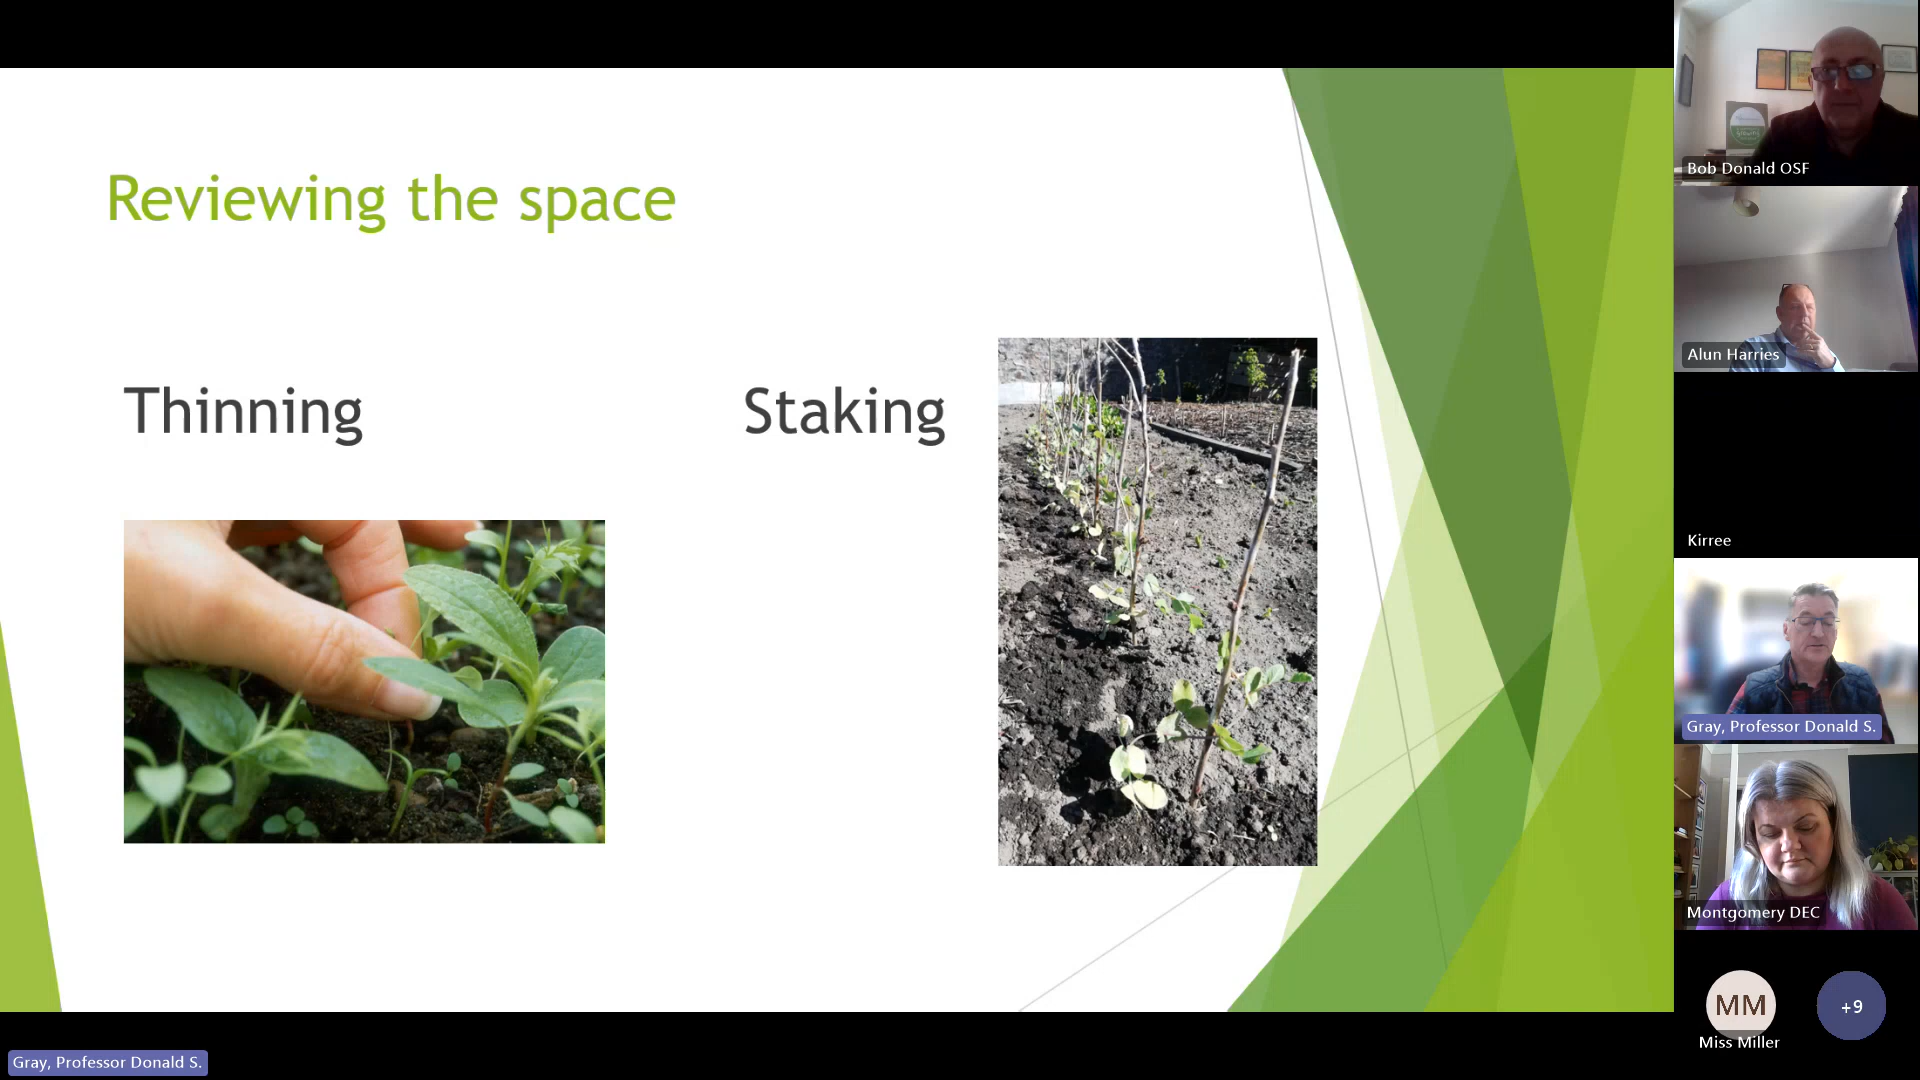 Reviewing the space
Thinning
Staking
Bob Donald OSF
Alun Harries
Kirree
Gray, Professor Donald S.
Montgomery DEC
MM
+9
Miss Miller
Gray, Professor Donald S.